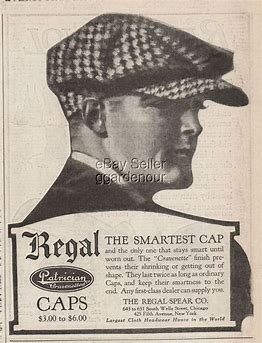 eBay Seller
ggardenour
Regal
Patrician
Cravenette
CAPS
$3.00 to $6.00
THE SMARTEST CAP
and the only one that stays smart until
worn out. The "Cravenette" finish pre-
vents their shrinking or getting out of
shape. They last twice as long as ordinary
Caps, and keep their smartness to the
end. Any first-class dealer can supply you.
THE REGAL-SPEAR CO.
649 to 651 South Wells Street, Chicago
425 Fifth Avenue, New York
Largest Cloth Headwear House in the World